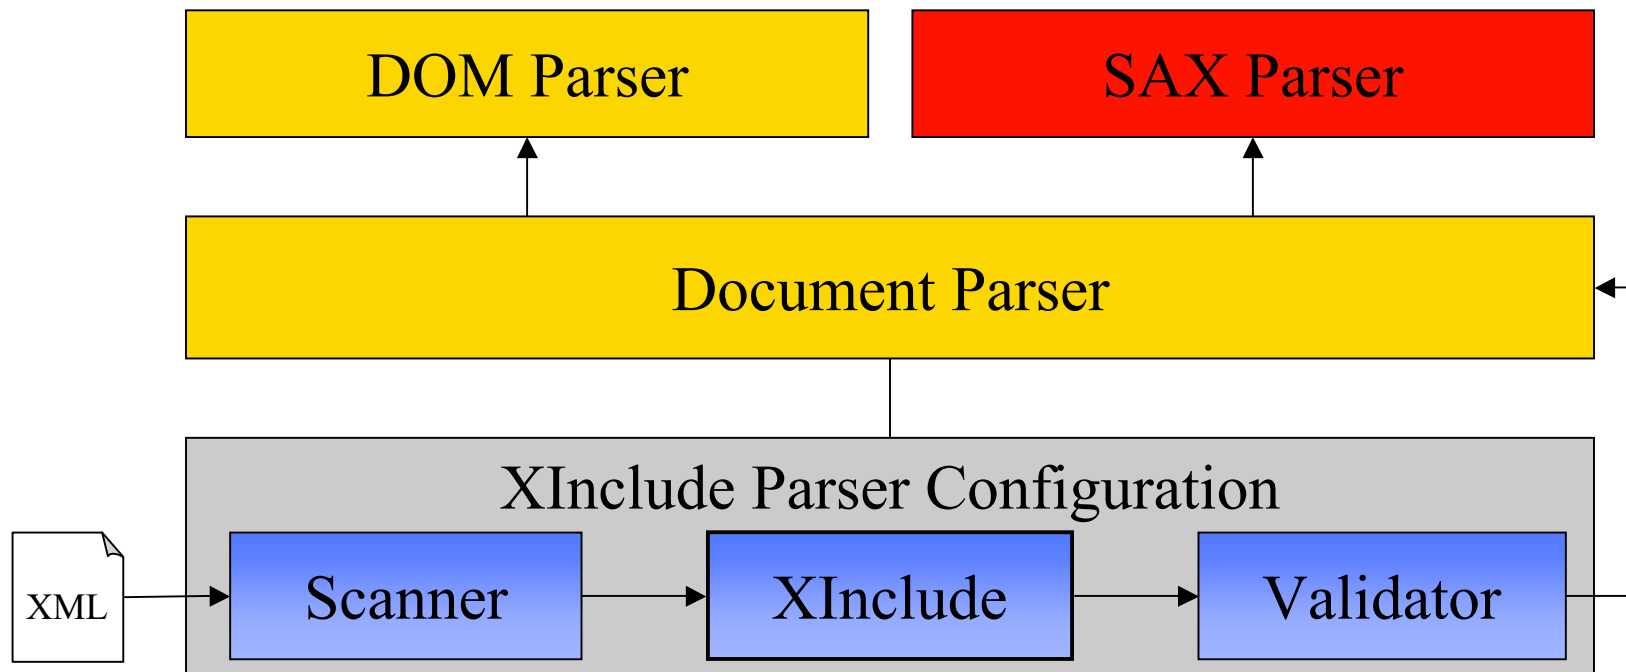 DOM Parser
SAX Parser
Document Parser
XInclude Parser Configuration
XML
Scanner
XInclude
Validator